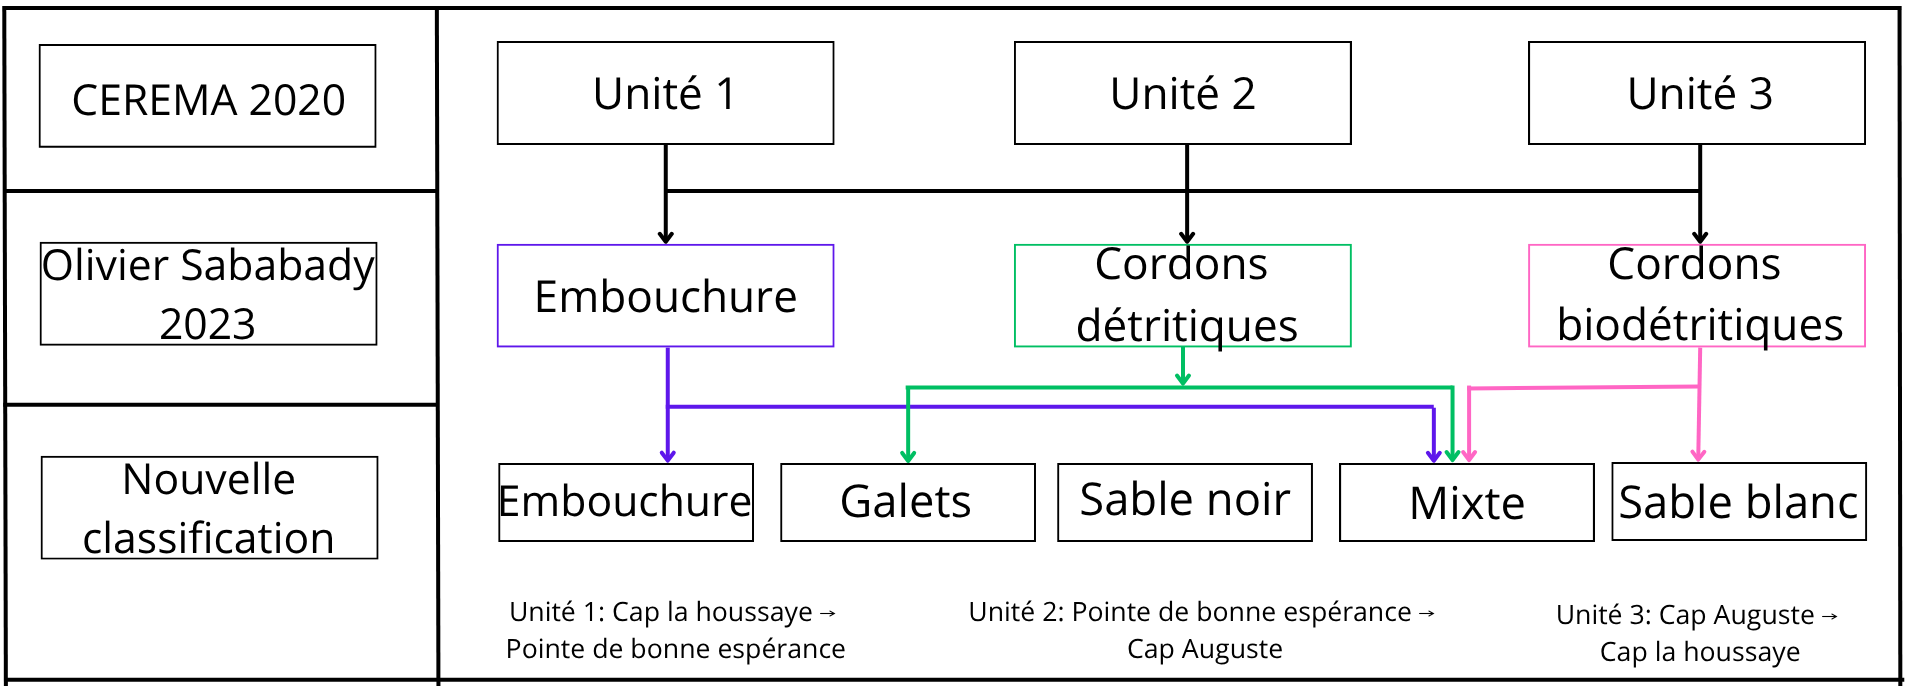 CEREMA 2020
Unité 1
Unité 2
Unité 3
Olivier Sababady
2023
Embouchure
Cordons
détritiques
Cordons
biodétritiques
Nouvelle
classification
Embouchure
Galets
Sable noir
Mixte
Sable blanc
Unité 1: Cap la houssaye→
Pointe de bonne espérance
Unité 2: Pointe de bonne espérance→
Cap Auguste
Unité 3: Cap Auguste→
Cap la houssaye